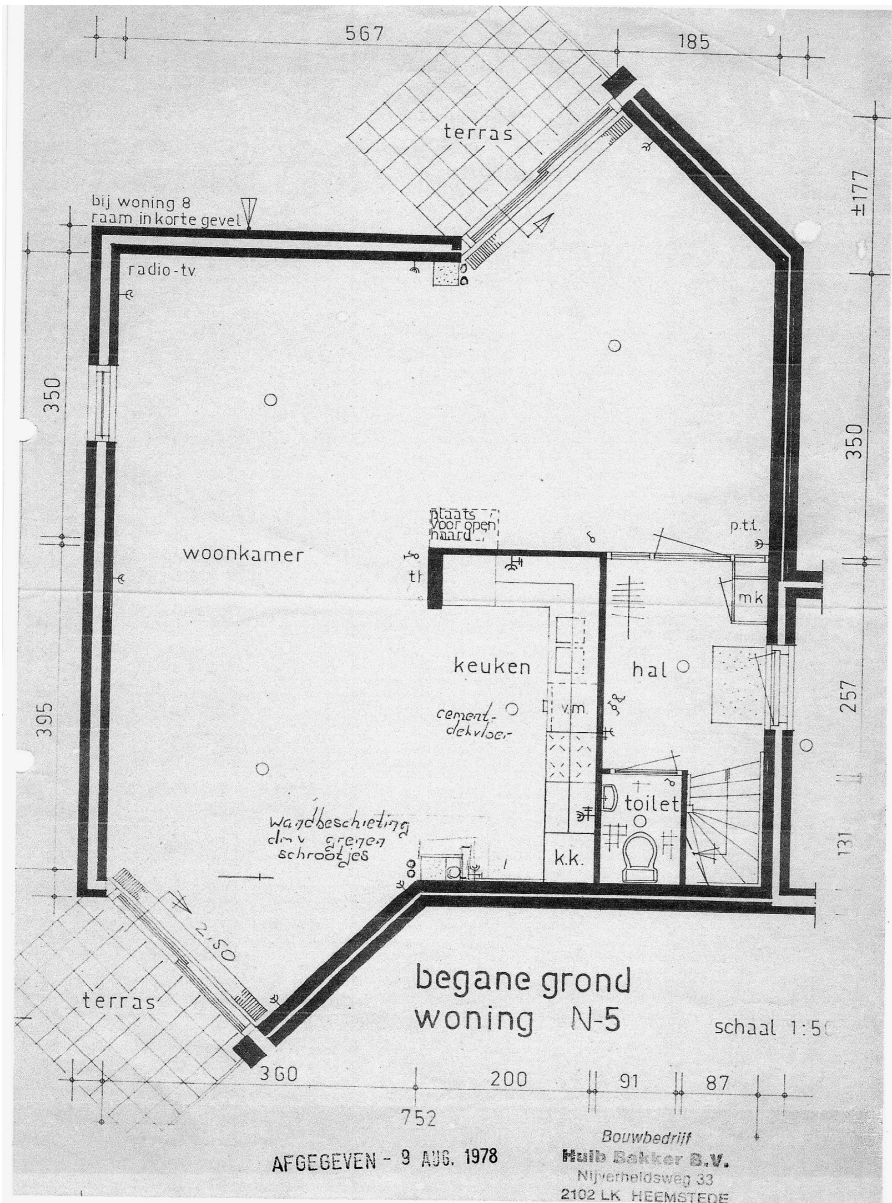 567
185
terras
±177
bij woning 8
raam in korte gevel
radio-tv
350
350
plaats
voor open
haard
p.t.t.
woonkamer
mk
keuken
hal
257
cement-
dekvloer
v.m.
395
wandbeschieting
dmv grenen
schrootjes
toilet
131
k.k.
2,50
terras
begane grond
woning N-5
schaal 1:50
360
200
91
87
752
AFGEGEVEN - 9 AUG. 1978
Bouwbedrijf
Huib Bakker B.V.
Nijverheidsweg 33
2102 LK HEEMSTEDE